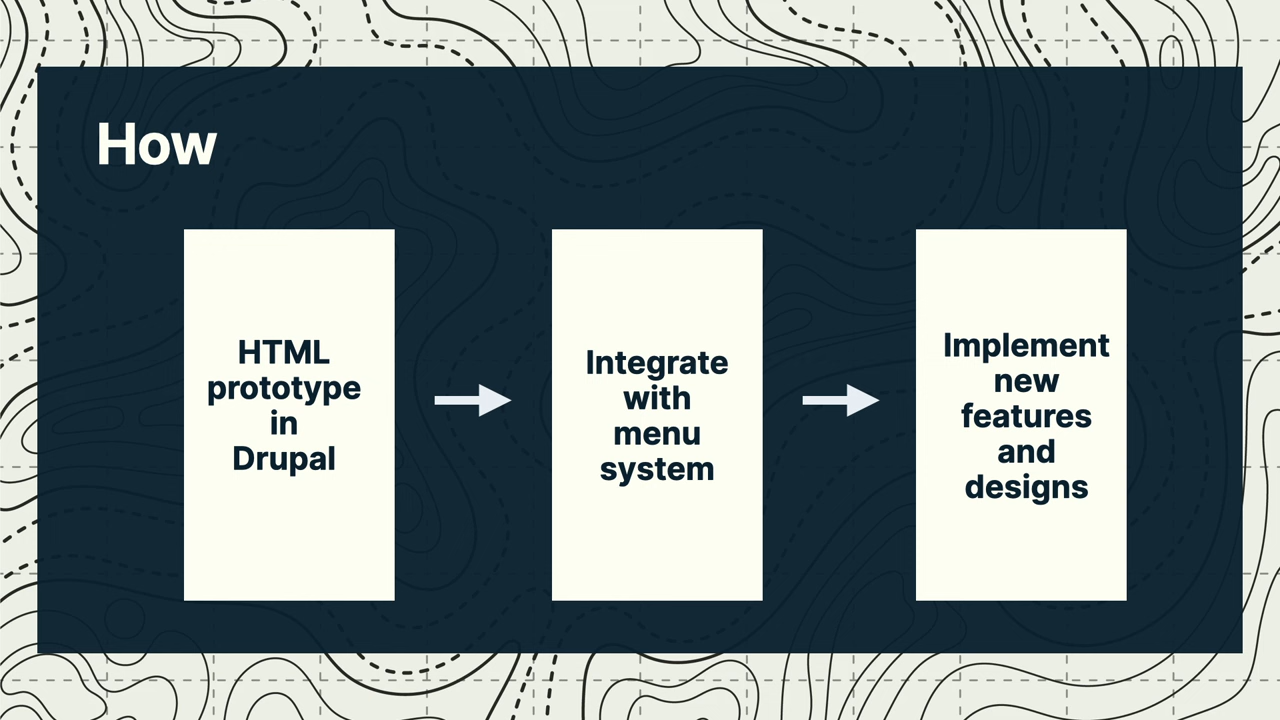 How
HTML
prototype
in
Drupal
Integrate
with
menu
system
Implement
new
features
and
designs